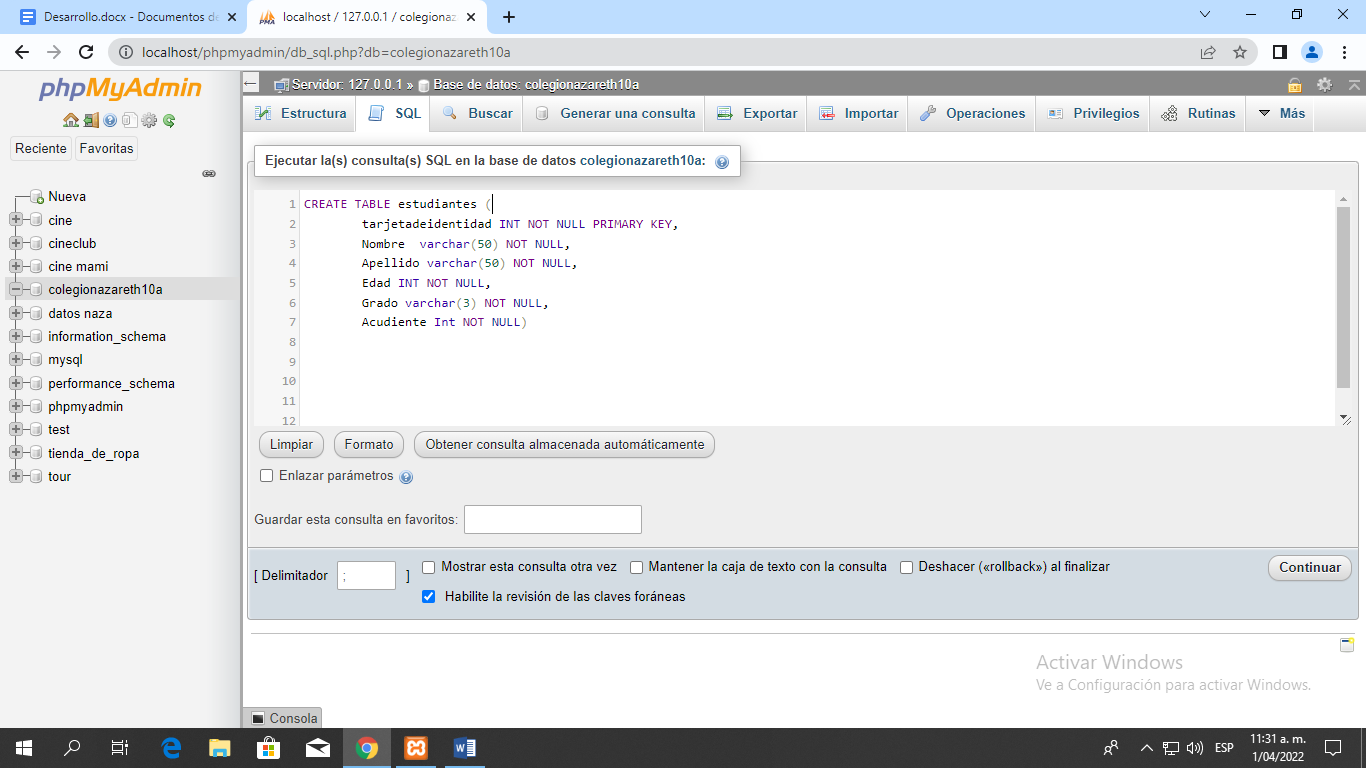 Desarrollo.docx - Documentos de
localhost / 127.0.0.1 / colegionaz
localhost/phpmyadmin/db_sql.php?db=colegionazareth10a
phpMyAdmin
Reciente
Favoritas
Nueva
cine
cineclub
cine mami
colegionazareth10a
datos naza
information_schema
mysql
performance_schema
phpmyadmin
test
tienda_de_ropa
tour
Servidor: 127.0.0.1 » Base de datos: colegionazareth10a
Estructura SQL Buscar Generar una consulta Exportar Importar Operaciones Privilegios Rutinas Más
Ejecutar la(s) consulta(s) SQL en la base de datos colegionazareth10a:
1 CREATE TABLE estudiantes (
2 tarjetadeidentidad INT NOT NULL PRIMARY KEY,
3 Nombre  varchar(50) NOT NULL,
4 Apellido varchar(50) NOT NULL,
5 Edad INT NOT NULL,
6 Grado varchar(3) NOT NULL,
7 Acudiente Int NOT NULL)
8
9
10
11
12
Limpiar Formato Obtener consulta almacenada automáticamente
Enlazar parámetros
Guardar esta consulta en favoritos:
[ Delimitador ; ] Mostrar esta consulta otra vez Mantener la caja de texto con la consulta Deshacer («rollback») al finalizar Continuar
Habilite la revisión de las claves foráneas
Activar Windows
Ve a Configuración para activar Windows.
Consola
ESP
11:31 a. m.
1/04/2022